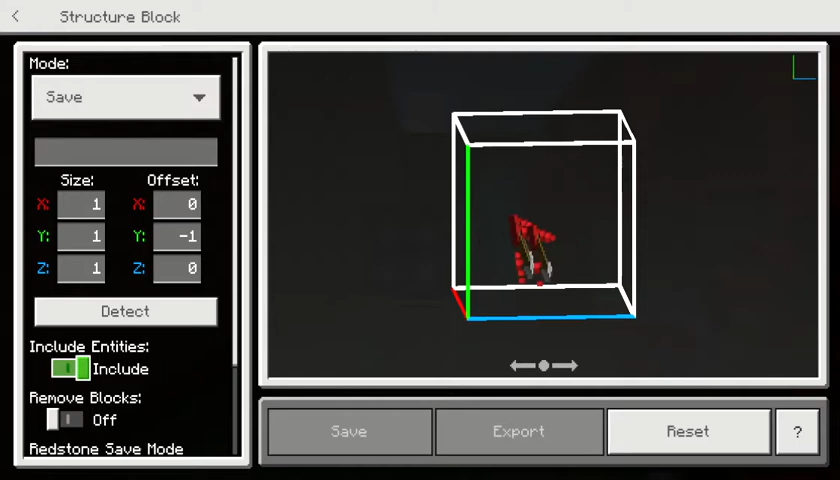 Structure Block
Mode:
Save
Size: Offset:
X: 1 X: 0
Y: 1 Y: -1
Z: 1 Z: 0
Detect
Include Entities:
Include
Remove Blocks:
Off
Redstone Save Mode
Save Export Reset ?